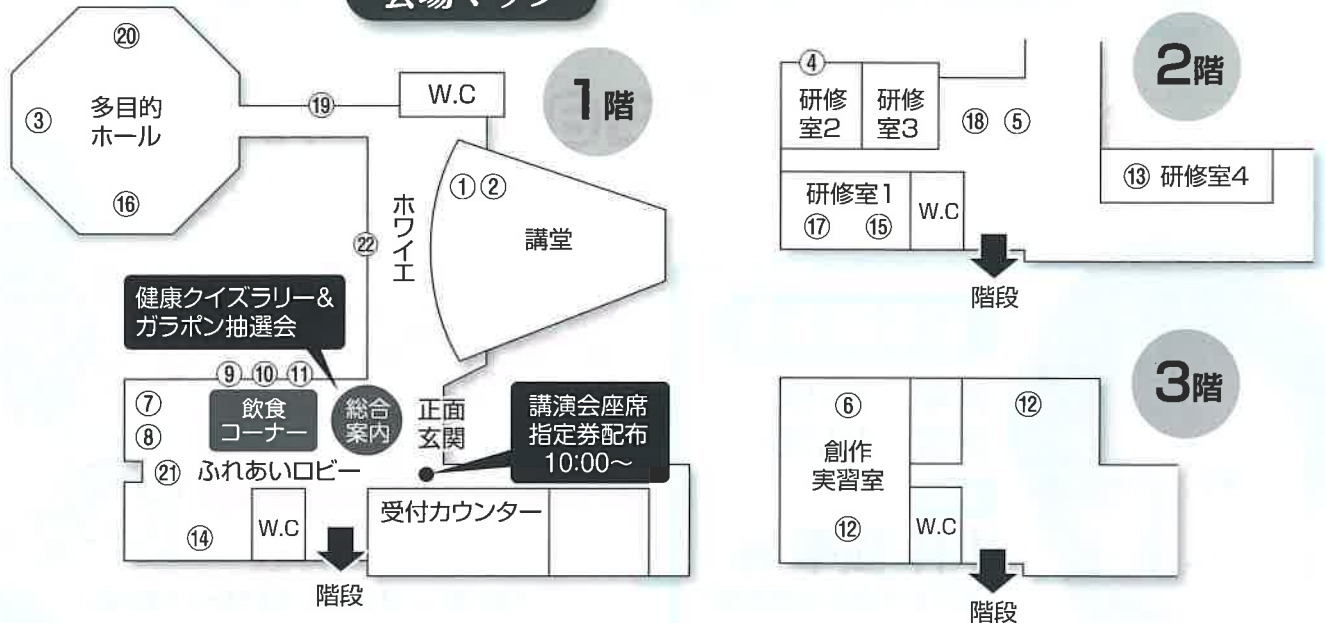 会場マップ
1階
⑳
③
多目的
ホール
⑯
⑲
W.C
①②
講堂
ホワイエ
㉒
健康クイズラリー&
ガラポン抽選会
⑨ ⑩ ⑪
⑦
⑧
飲食
コーナー
総合
案内
正面
玄関
講演会座席
指定券配布
10:00～
㉑ ふれあいロビー
⑭
W.C
受付カウンター
階段
2階
④
研修
室2
研修
室3
⑱ ⑤
⑬ 研修室4
研修室1
⑰ ⑮
W.C
階段
3階
⑥
創作
実習室
⑫
⑫
W.C
階段